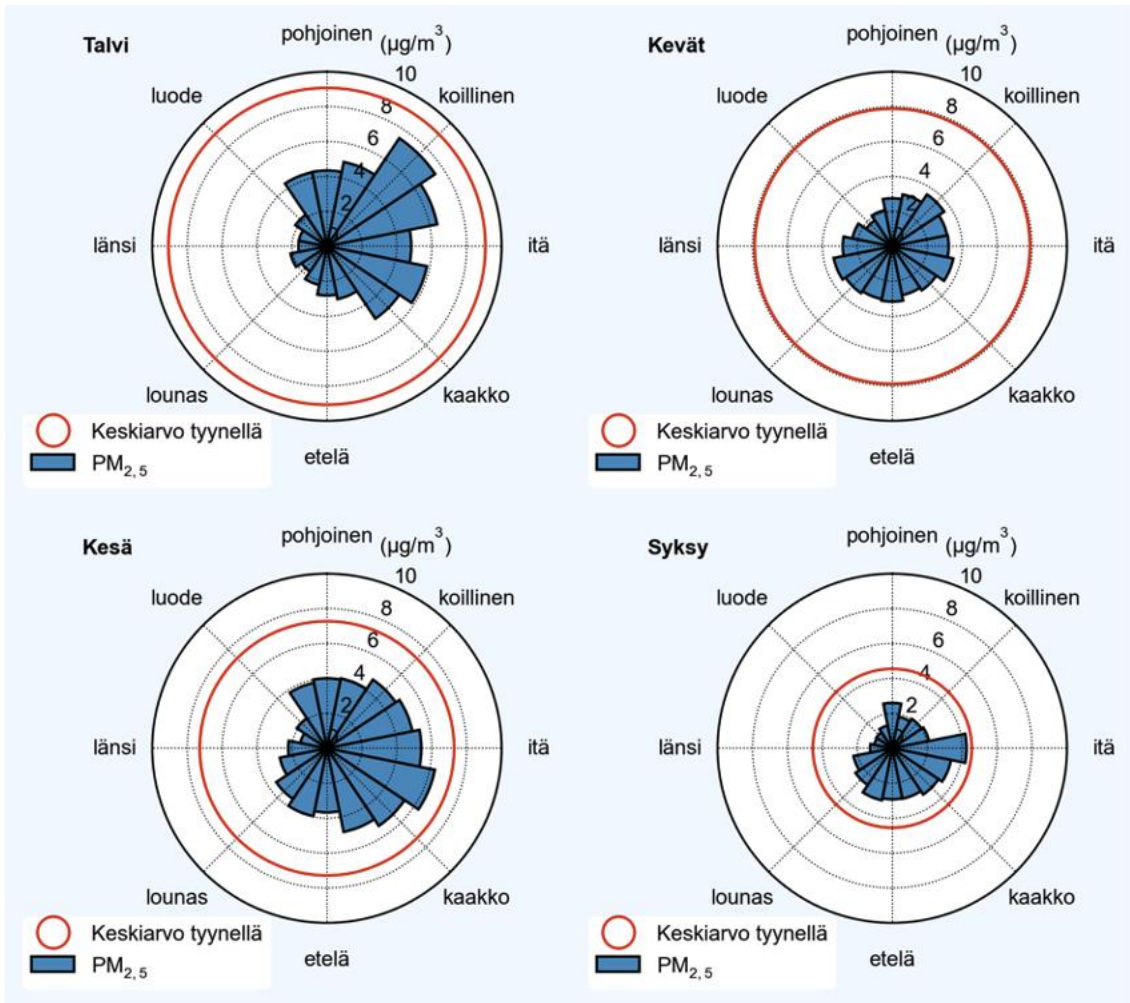 Talvi
pohjoinen (µg/m³)
10
luode
koillinen
8
6
4
2
länsi
itä
lounas
kaakko
Keskiarvo tyynellä
PM₂,₅
etelä
Kevät
pohjoinen (µg/m³)
10
luode
koillinen
8
6
4
2
länsi
itä
lounas
kaakko
Keskiarvo tyynellä
PM₂,₅
etelä
Kesä
pohjoinen (µg/m³)
10
luode
koillinen
8
6
4
2
länsi
itä
lounas
kaakko
Keskiarvo tyynellä
PM₂,₅
etelä
Syksy
pohjoinen (µg/m³)
10
luode
koillinen
8
6
4
2
länsi
itä
lounas
kaakko
Keskiarvo tyynellä
PM₂,₅
etelä